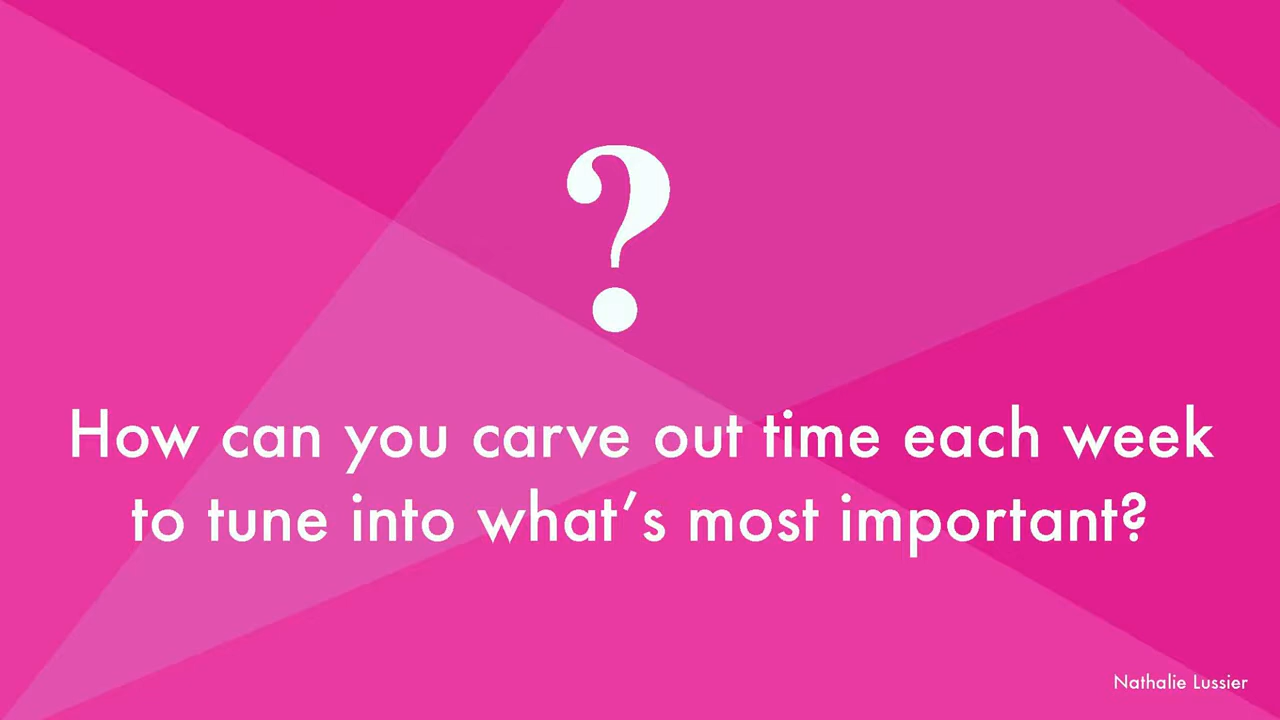 ?
How can you carve out time each week
to tune into what’s most important?
Nathalie Lussier